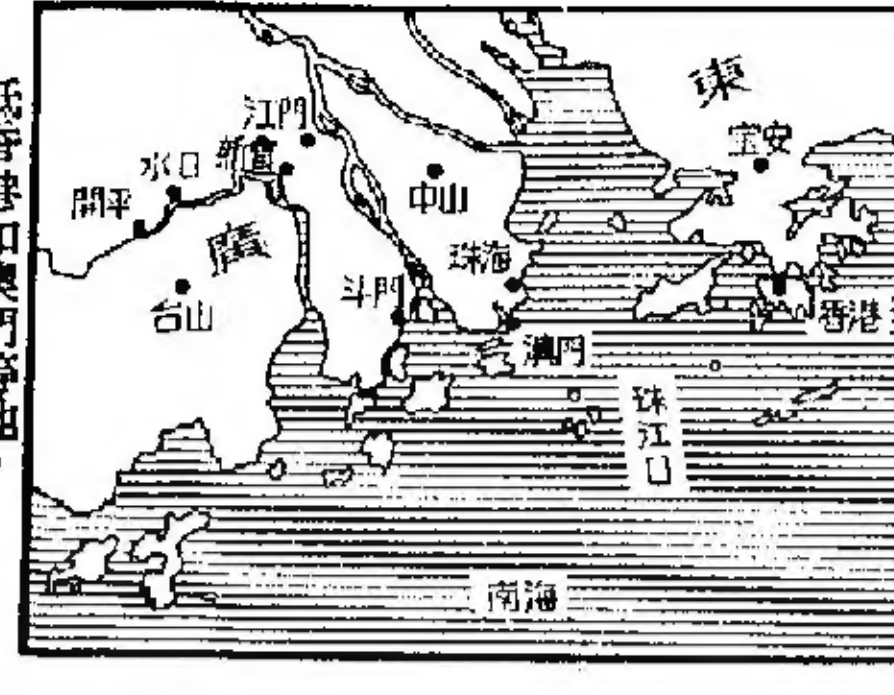 東
江門
宝安
水口
新會
中山
開平
廣
珠海
斗門
台山
香港
澳門
珠江口
南海